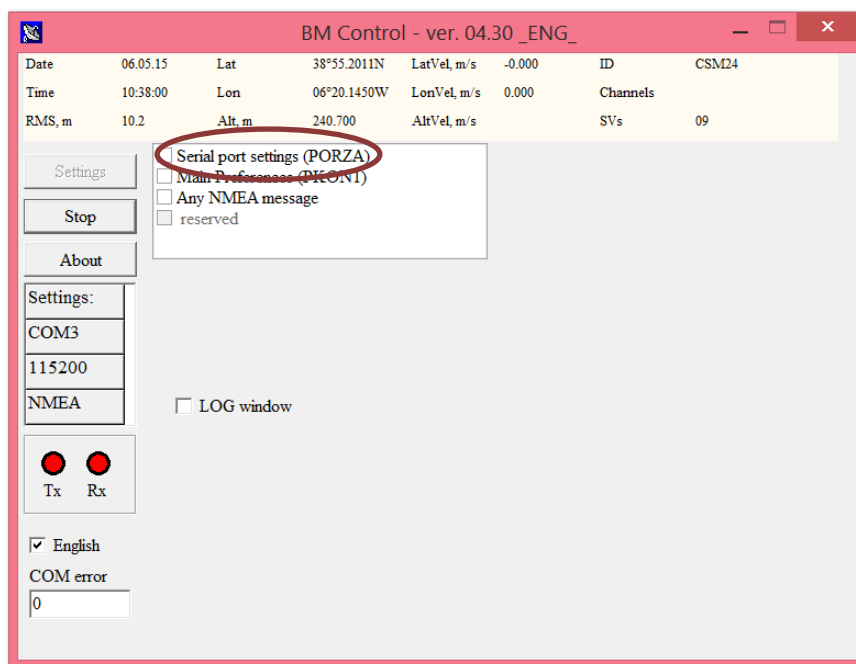 BM Control - ver. 04.30 _ENG_
Date 06.05.15 Lat 38°55.2011N LatVel, m/s -0.000 ID CSM24
Time 10:38:00 Lon 06°20.1450W LonVel, m/s 0.000 Channels
RMS, m 10.2 Alt, m 240.700 AltVel, m/s SVs 09
Settings
Stop
About
Serial port settings (PORZA)
Main Preferences (PKON1)
Any NMEA message
reserved
Settings:
COM3
115200
NMEA
LOG window
Tx Rx
English
COM error
0